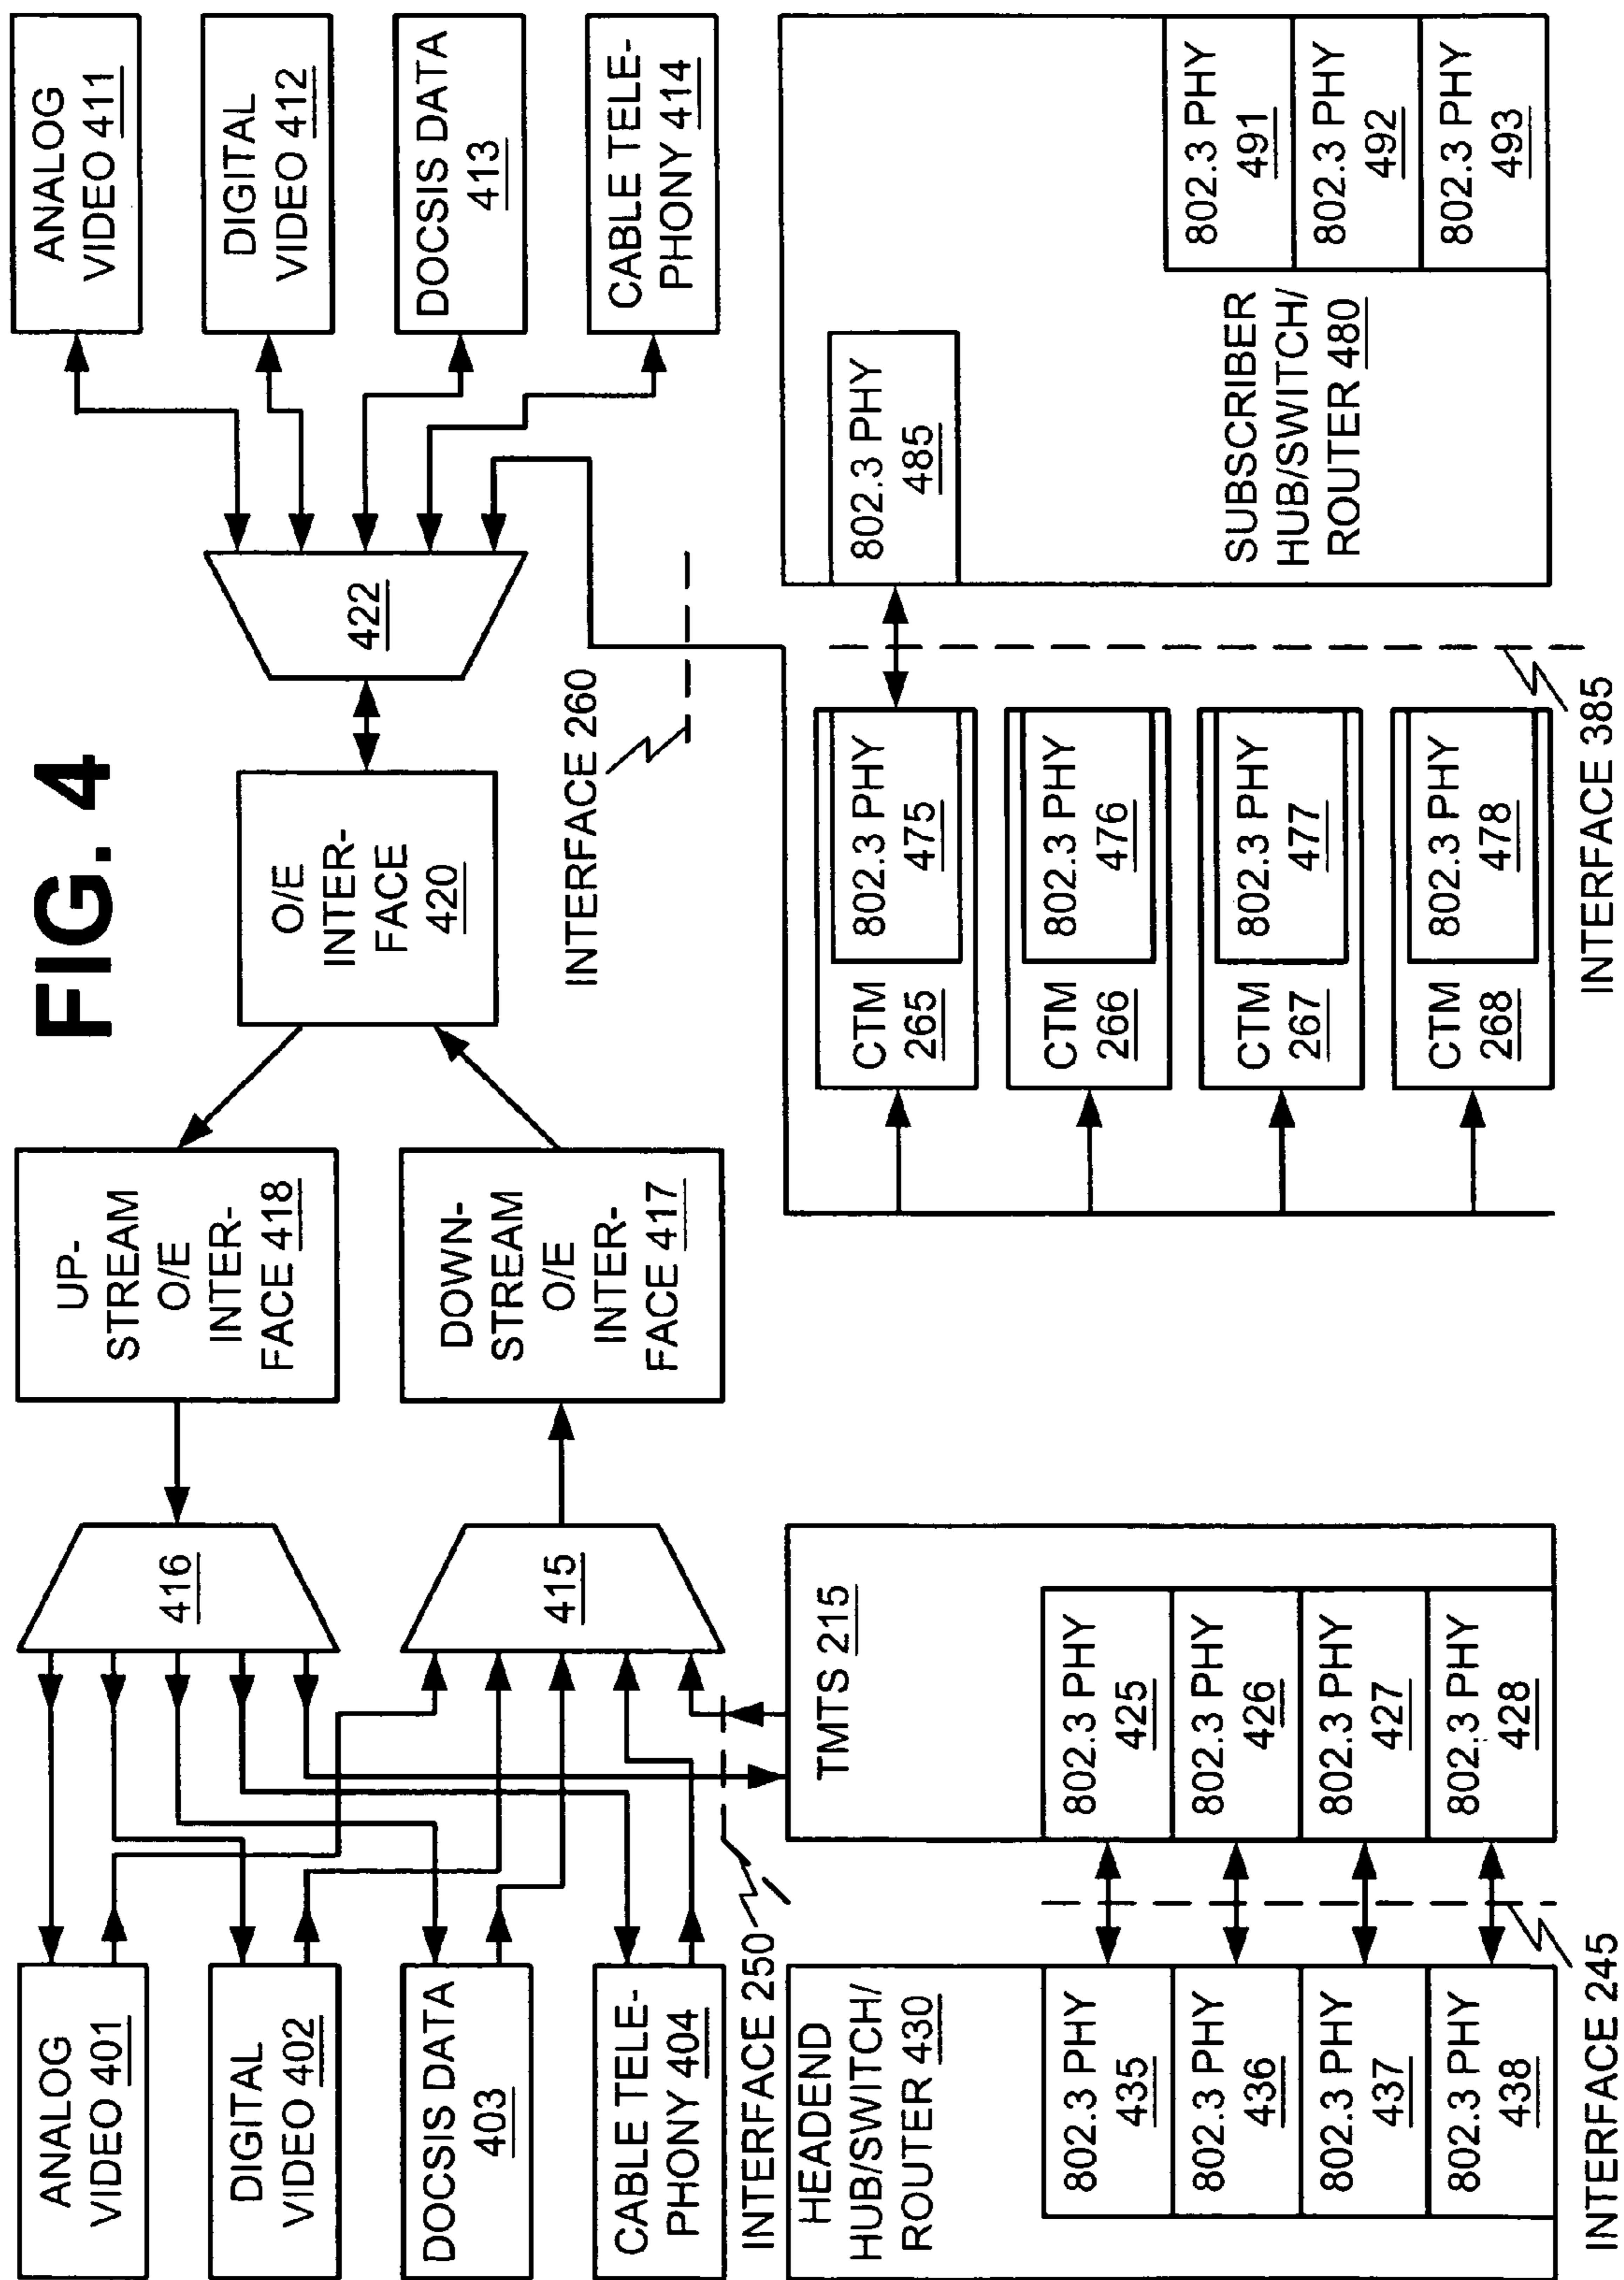 FIG. 4
ANALOG
VIDEO 401
DIGITAL
VIDEO 402
DOCSIS DATA
403
CABLE TELE-
PHONY 404
INTERFACE 250
416
415
UP-
STREAM
O/E
INTER-
FACE 418
DOWN-
STREAM
O/E
INTER-
FACE 417
O/E
INTER-
FACE
420
422
INTERFACE 260
ANALOG
VIDEO 411
DIGITAL
VIDEO 412
DOCSIS DATA
413
CABLE TELE-
PHONY 414
HEADEND
HUB/SWITCH/
ROUTER 430
802.3 PHY
435
802.3 PHY
436
802.3 PHY
437
802.3 PHY
438
INTERFACE 245
TMTS 215
802.3 PHY
425
802.3 PHY
426
802.3 PHY
427
802.3 PHY
428
CTM
265
802.3 PHY
475
CTM
266
802.3 PHY
476
CTM
267
802.3 PHY
477
CTM
268
802.3 PHY
478
INTERFACE 385
802.3 PHY
485
SUBSCRIBER
HUB/SWITCH/
ROUTER 480
802.3 PHY
491
802.3 PHY
492
802.3 PHY
493